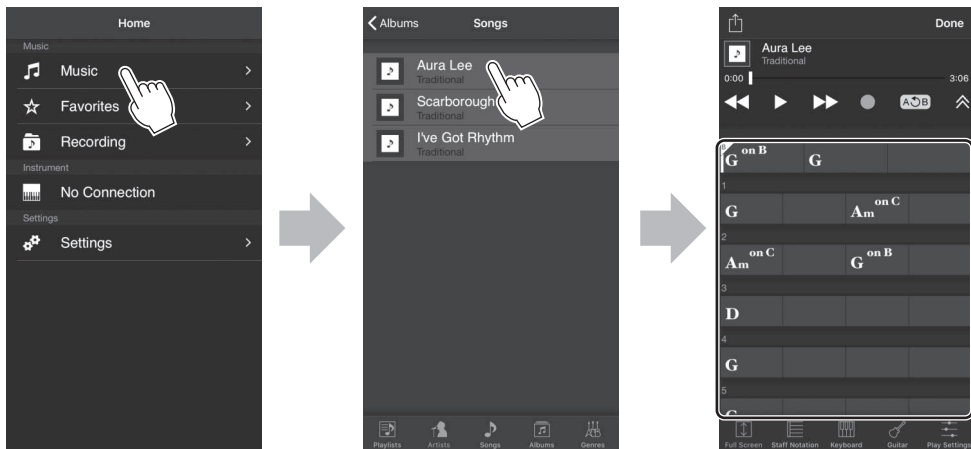 Home
Music
Music
Favorites
Recording
Instrument
No Connection
Settings
Settings
Albums
Songs
Aura Lee
Traditional
Scarborough
Traditional
I've Got Rhythm
Traditional
Playlists Artists Songs Albums Genres
Done
Aura Lee
Traditional
0:00 3:06
A B
G on B G
1
G Am on C
2
Am on C G on B
3
D
4
G
5
Full Screen Staff Notation Keyboard Guitar Play Settings